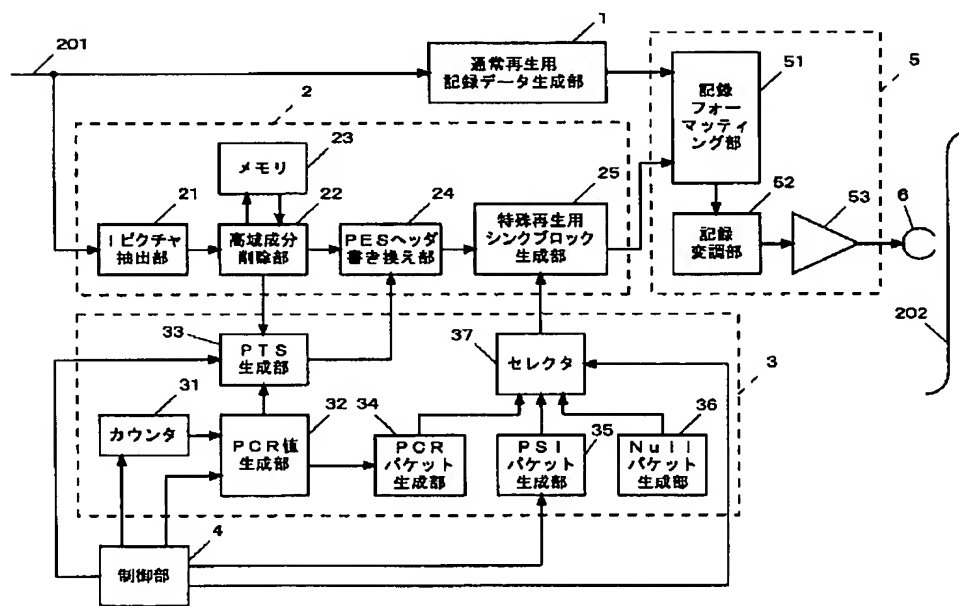 201
1
通常再生用
記録データ生成部
5
51
記録
フォー
マッティ
ング部
2
23
メモリ
21
Iピクチャ
抽出部
22
高域成分
削除部
24
PESヘッダ
書き換え部
25
特殊再生用
シンクブロック
生成部
52
記録
変調部
53
6
202
33
PTS
生成部
37
セレクタ
3
31
カウンタ
32
PCR値
生成部
34
PCR
パケット
生成部
35
PSI
パケット
生成部
36
Null
パケット
生成部
4
制御部